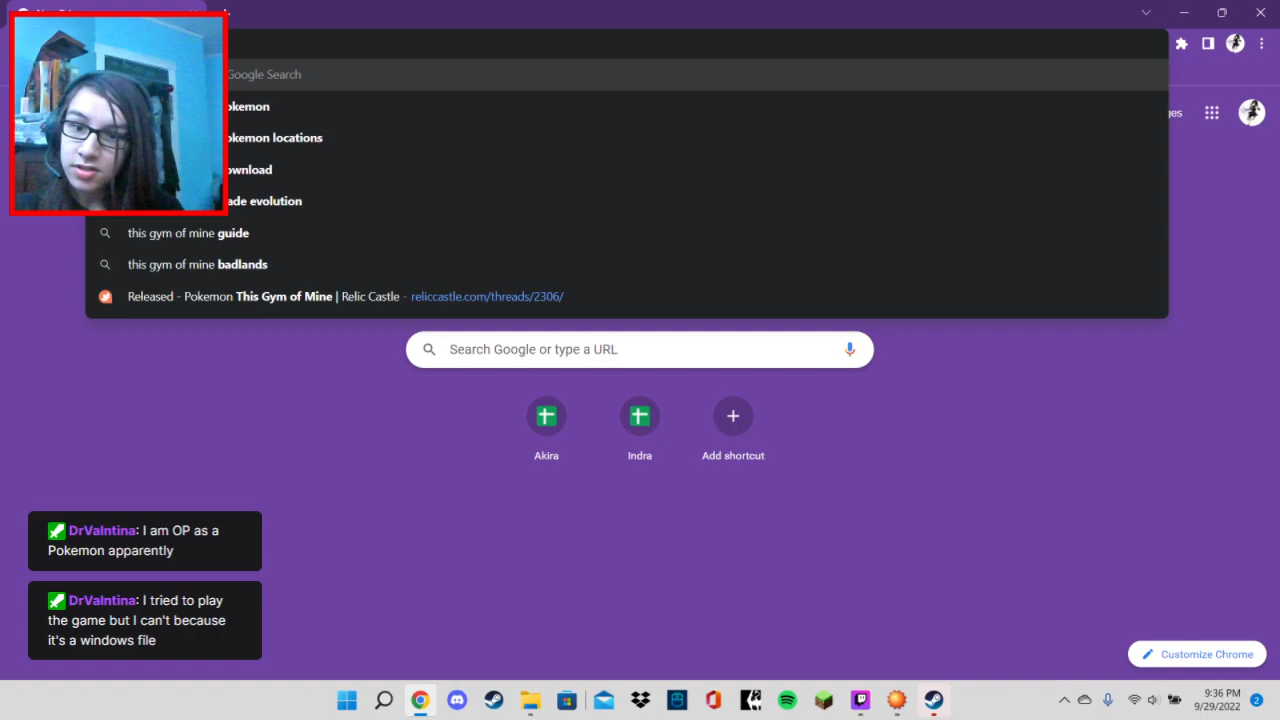 Google Search
okemon
okemon locations
ownload
ade evolution
this gym of mine guide
this gym of mine badlands
Released - Pokemon This Gym of Mine | Relic Castle - reliccastle.com/threads/2306/
ges
Search Google or type a URL
Akira
Indra
Add shortcut
DrValntina: I am OP as a
Pokemon apparently
DrValntina: I tried to play
the game but I can't because
it's a windows file
Customize Chrome
9:36 PM
9/29/2022
2